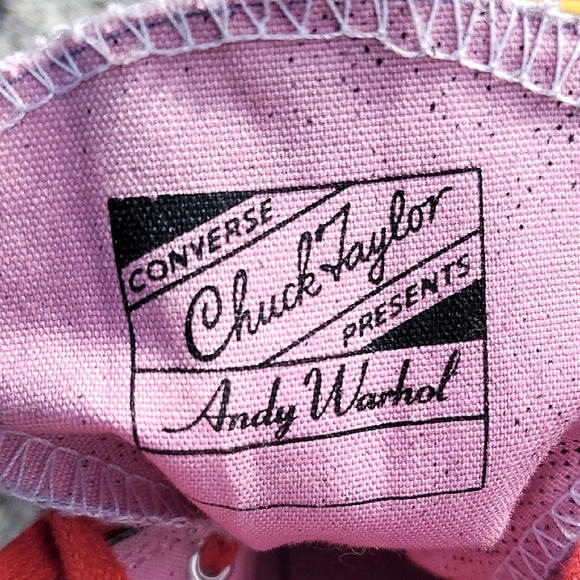 CONVERSE
Chuck Taylor
PRESENTS
Andy Warhol